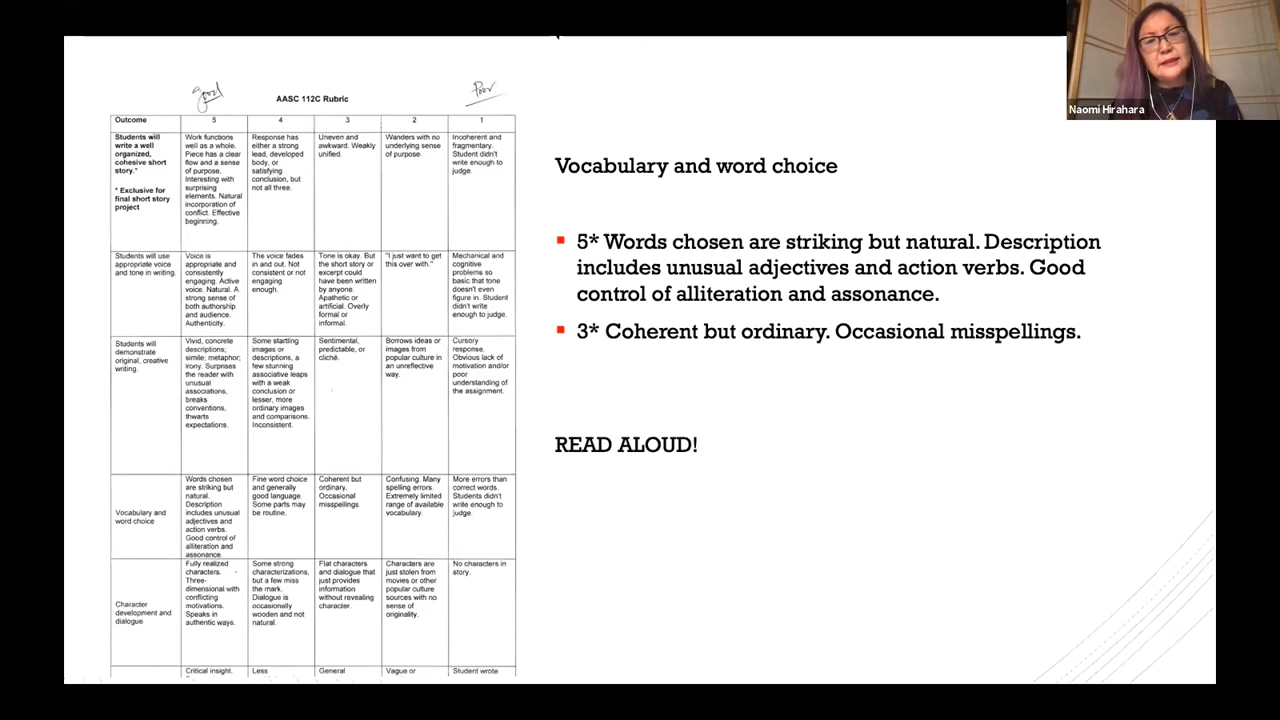 Good
Poor
AASC 112C Rubric
Outcome
5
4
3
2
1
Students will
write a well
organized,
cohesive short
story.*
* Exclusive for
final short story
project
Work functions
well as a whole.
Piece has a clear
flow and a sense
of purpose.
Interesting with
surprising
elements. Natural
incorporation of
conflict. Effective
beginning.
Response has
either a strong
lead, developed
body, or
satisfying
conclusion, but
not all three.
Uneven and
awkward. Weakly
unified.
Wanders with no
underlying sense
of purpose.
Incoherent and
fragmentary.
Student didn't
write enough to
judge.
Students will use
appropriate voice
and tone in writing.
Voice is
appropriate and
consistently
engaging. Active
voice. Natural. A
strong sense of
both authorship
and audience.
Authenticity.
The voice fades
in and out. Not
consistent or not
engaging
enough.
Tone is okay. But
the short story or
excerpt could
have been written
by anyone.
Apathetic or
artificial. Overly
formal or
informal.
"I just want to get
this over with."
Mechanical and
cognitive
problems so
basic that tone
doesn't even
figure in. Student
didn't write
enough to judge.
Students will
demonstrate
original, creative
writing.
Vivid, concrete
descriptions;
simile; metaphor;
irony. Surprises
the reader with
unusual
associations,
breaks
conventions,
thwarts
expectations.
Some startling
images or
descriptions, a
few stunning
associative leaps
with a weak
conclusion or
lesser, more
ordinary images
and comparisons.
Inconsistent.
Sentimental,
predictable, or
cliché.
Borrows ideas or
images from
popular culture in
an unreflective
way.
Cursory
response.
Obvious lack of
motivation and/or
poor
understanding of
the assignment.
Vocabulary and
word choice
Words chosen
are striking but
natural.
Description
includes unusual
adjectives and
action verbs.
Good control of
alliteration and
assonance.
Fine word choice
and generally
good language
Some parts may
be routine.
Coherent but
ordinary.
Occasional
misspellings.
Confusing. Many
spelling errors.
Extremely limited
range of available
vocabulary.
More errors than
correct words.
Students didn't
write enough to
judge.
Character
development and
dialogue
Fully realized
characters.
Three-
dimensional with
conflicting
motivations.
Speaks in
authentic ways.
Some strong
characterizations,
but a few miss
the mark.
Dialogue is
occasionally
wooden and not
natural.
Flat characters
and dialogue that
just provides
information
without revealing
character.
Characters are
just stolen from
movies or other
popular culture
sources with no
sense of
originality.
No characters in
story.
Critical insight.
Less
General
Vague or
Student wrote
Vocabulary and word choice
5* Words chosen are striking but natural. Description
includes unusual adjectives and action verbs. Good
control of alliteration and assonance.
3* Coherent but ordinary. Occasional misspellings.
READ ALOUD!
Naomi Hirahara